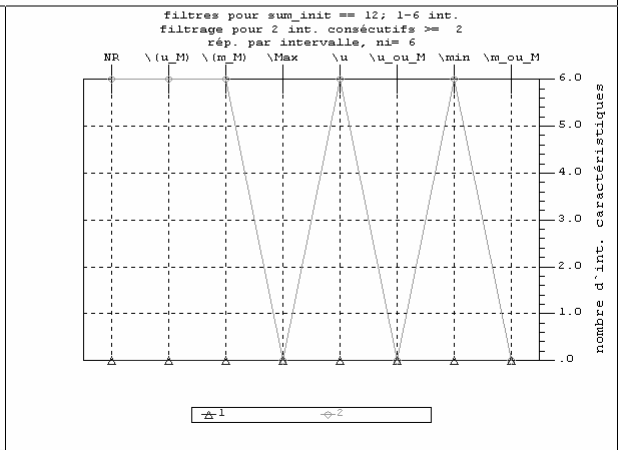 filtres pour sum_init == 12; 1-6 int.
filtrage pour 2 int. consécutifs >= 2
rép. par intervalle, ni= 6
NR \(u_M) \(m_M) \Max \u \u_ou_M \min \m_ou_M
6.0
5.0
4.0
3.0
2.0
1.0
.0
nombre d`int. caractéristiques
1 2